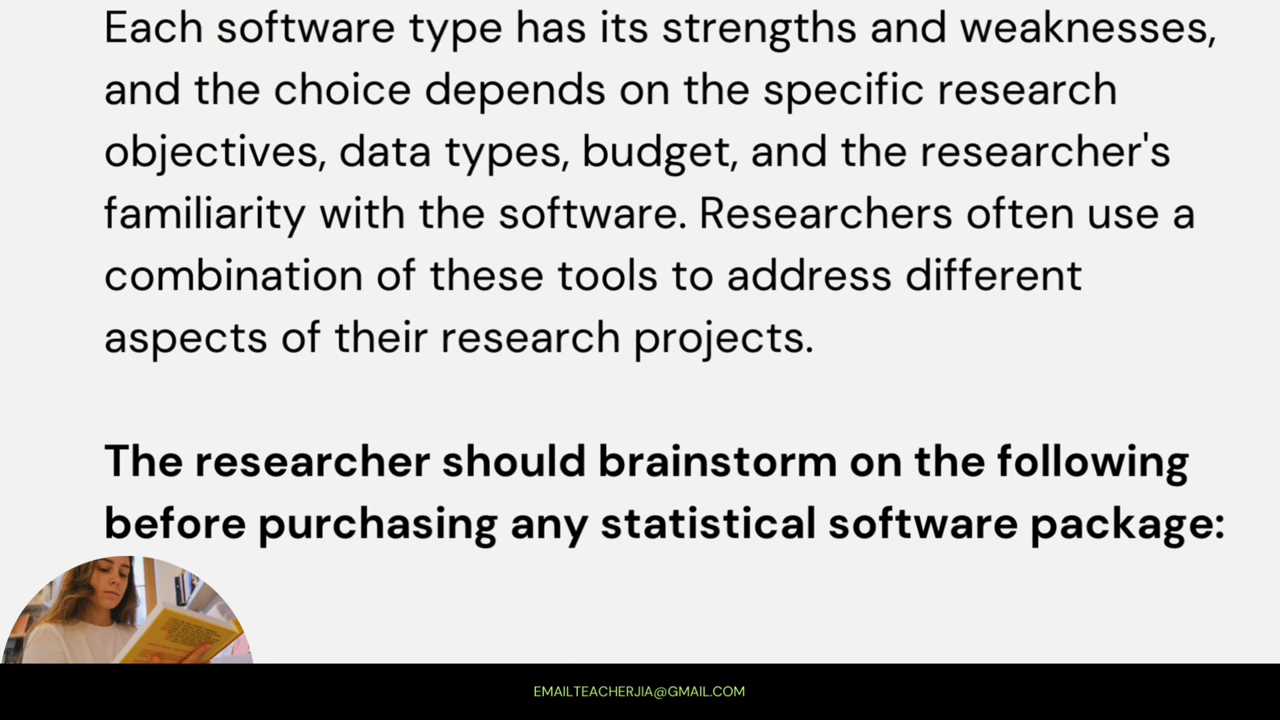 Each software type has its strengths and weaknesses,
and the choice depends on the specific research
objectives, data types, budget, and the researcher's
familiarity with the software. Researchers often use a
combination of these tools to address different
aspects of their research projects.
The researcher should brainstorm on the following
before purchasing any statistical software package:
EMAILTEACHERJIA@GMAIL.COM